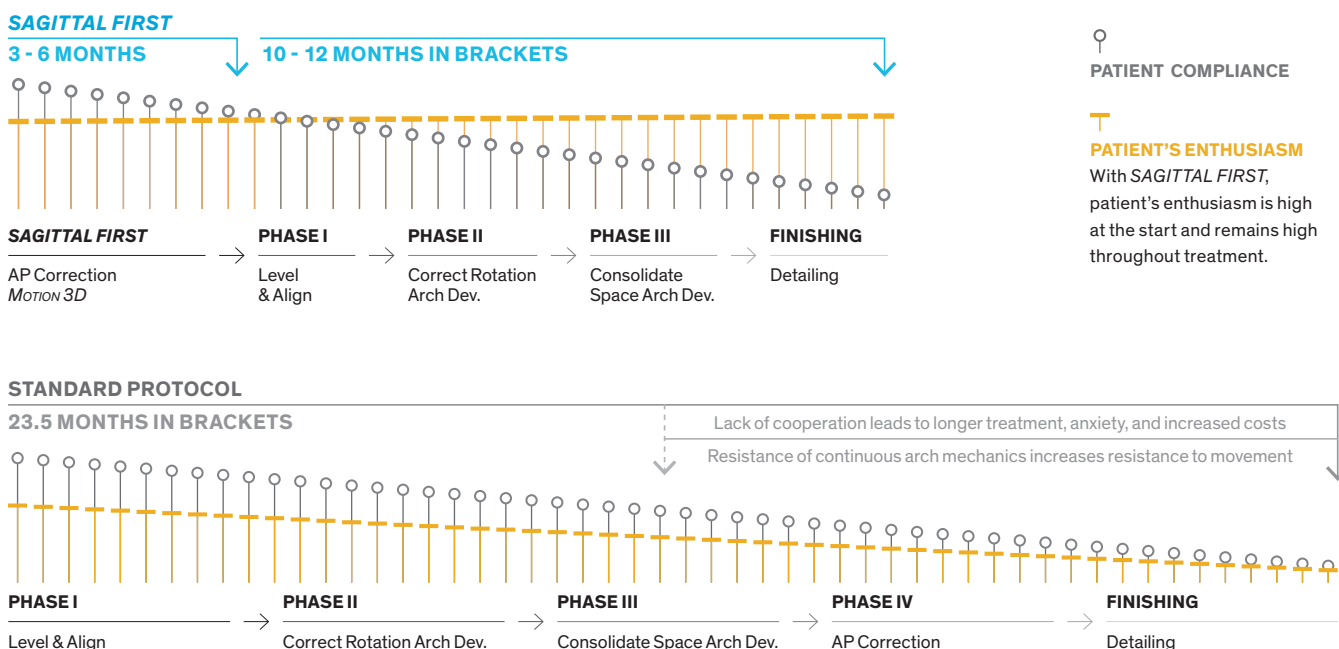 SAGITTAL FIRST
3 - 6 MONTHS
10 - 12 MONTHS IN BRACKETS
SAGITTAL FIRST
AP Correction
MOTION 3D
PHASE I
Level
& Align
PHASE II
Correct Rotation
Arch Dev.
PHASE III
Consolidate
Space Arch Dev.
FINISHING
Detailing
PATIENT COMPLIANCE
PATIENT'S ENTHUSIASM
With SAGITTAL FIRST,
patient's enthusiasm is high
at the start and remains high
throughout treatment.
STANDARD PROTOCOL
23.5 MONTHS IN BRACKETS
Lack of cooperation leads to longer treatment, anxiety, and increased costs
Resistance of continuous arch mechanics increases resistance to movement
PHASE I
Level & Align
PHASE II
Correct Rotation Arch Dev.
PHASE III
Consolidate Space Arch Dev.
PHASE IV
AP Correction
FINISHING
Detailing